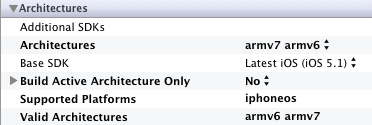 Architectures
Additional SDKs
Architectures armv7 armv6
Base SDK Latest iOS (iOS 5.1)
Build Active Architecture Only No
Supported Platforms iphoneos
Valid Architectures armv6 armv7